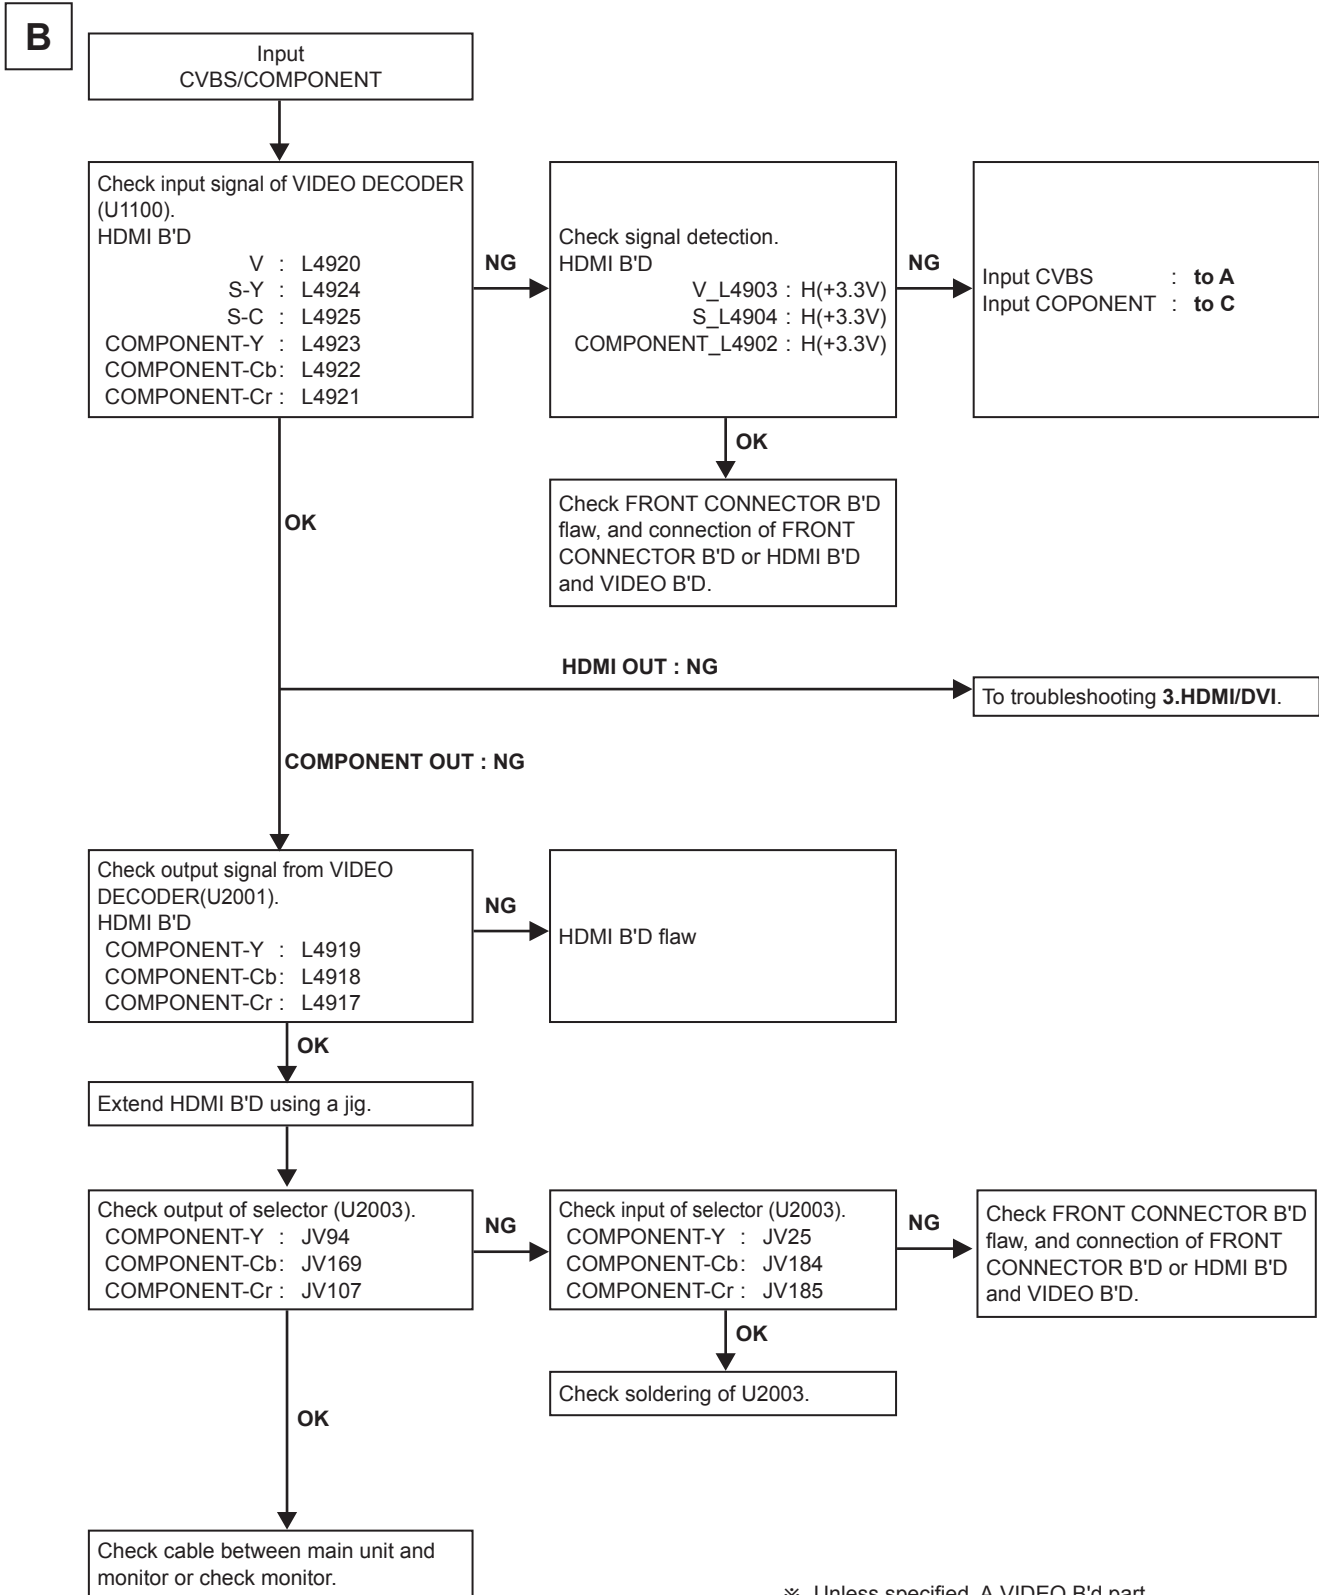 B
Input
CVBS/COMPONENT
Check input signal of VIDEO DECODER
(U1100).
HDMI B'D
V : L4920
S-Y : L4924
S-C : L4925
COMPONENT-Y : L4923
COMPONENT-Cb : L4922
COMPONENT-Cr : L4921
NG
Check signal detection.
HDMI B'D
V_L4903 : H(+3.3V)
S_L4904 : H(+3.3V)
COMPONENT_L4902 : H(+3.3V)
NG
Input CVBS : to A
Input COPONENT : to C
OK
Check FRONT CONNECTOR B'D
flaw, and connection of FRONT
CONNECTOR B'D or HDMI B'D
and VIDEO B'D.
OK
HDMI OUT : NG
To troubleshooting 3.HDMI/DVI.
COMPONENT OUT : NG
Check output signal from VIDEO
DECODER(U2001).
HDMI B'D
COMPONENT-Y : L4919
COMPONENT-Cb : L4918
COMPONENT-Cr : L4917
NG
HDMI B'D flaw
OK
Extend HDMI B'D using a jig.
Check output of selector (U2003).
COMPONENT-Y : JV94
COMPONENT-Cb : JV169
COMPONENT-Cr : JV107
NG
Check input of selector (U2003).
COMPONENT-Y : JV25
COMPONENT-Cb : JV184
COMPONENT-Cr : JV185
NG
Check FRONT CONNECTOR B'D
flaw, and connection of FRONT
CONNECTOR B'D or HDMI B'D
and VIDEO B'D.
OK
Check soldering of U2003.
OK
Check cable between main unit and
monitor or check monitor.
※ Unless specified, A VIDEO B'd part